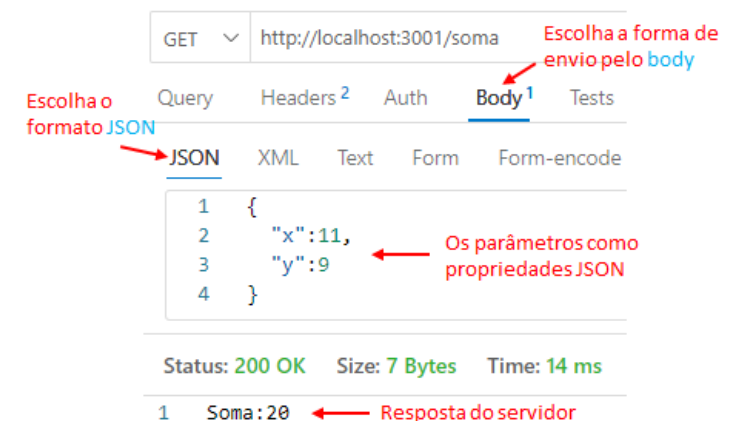 GET http://localhost:3001/soma
Escolha a forma de
envio pelo body
Escolha o
formato JSON
Query Headers 2 Auth Body 1 Tests
JSON XML Text Form Form-encode
1 {
2 "x":11,
3 "y":9
4 }
Os parâmetros como
propriedades JSON
Status: 200 OK Size: 7 Bytes Time: 14 ms
1 Soma:20
Resposta do servidor